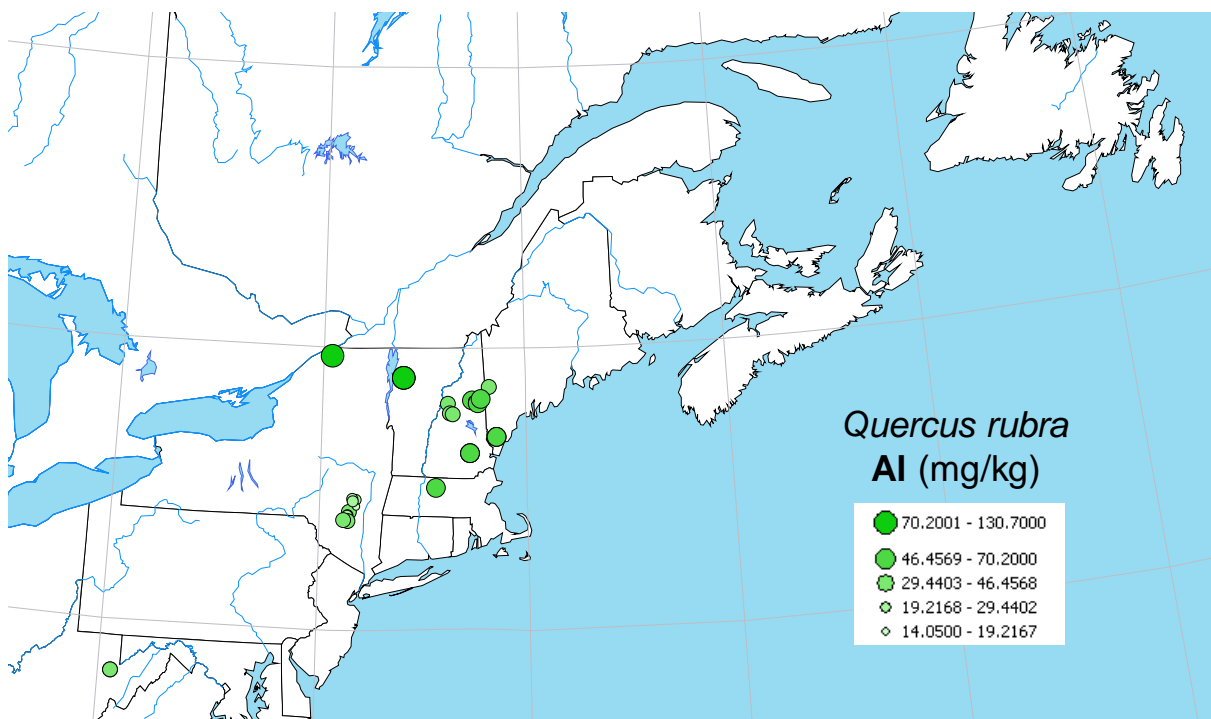 Quercus rubra
Al (mg/kg)
70.2001 - 130.7000
46.4569 - 70.2000
29.4403 - 46.4568
19.2168 - 29.4402
14.0500 - 19.2167